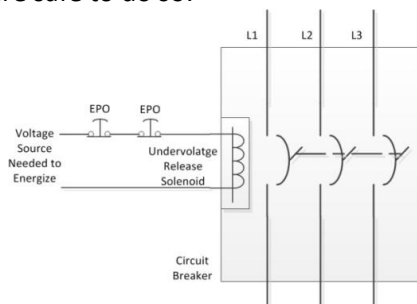 L1
L2
L3
EPO
EPO
Voltage
Source
Needed to
Energize
Undervolatge
Release
Solenoid
Circuit
Breaker